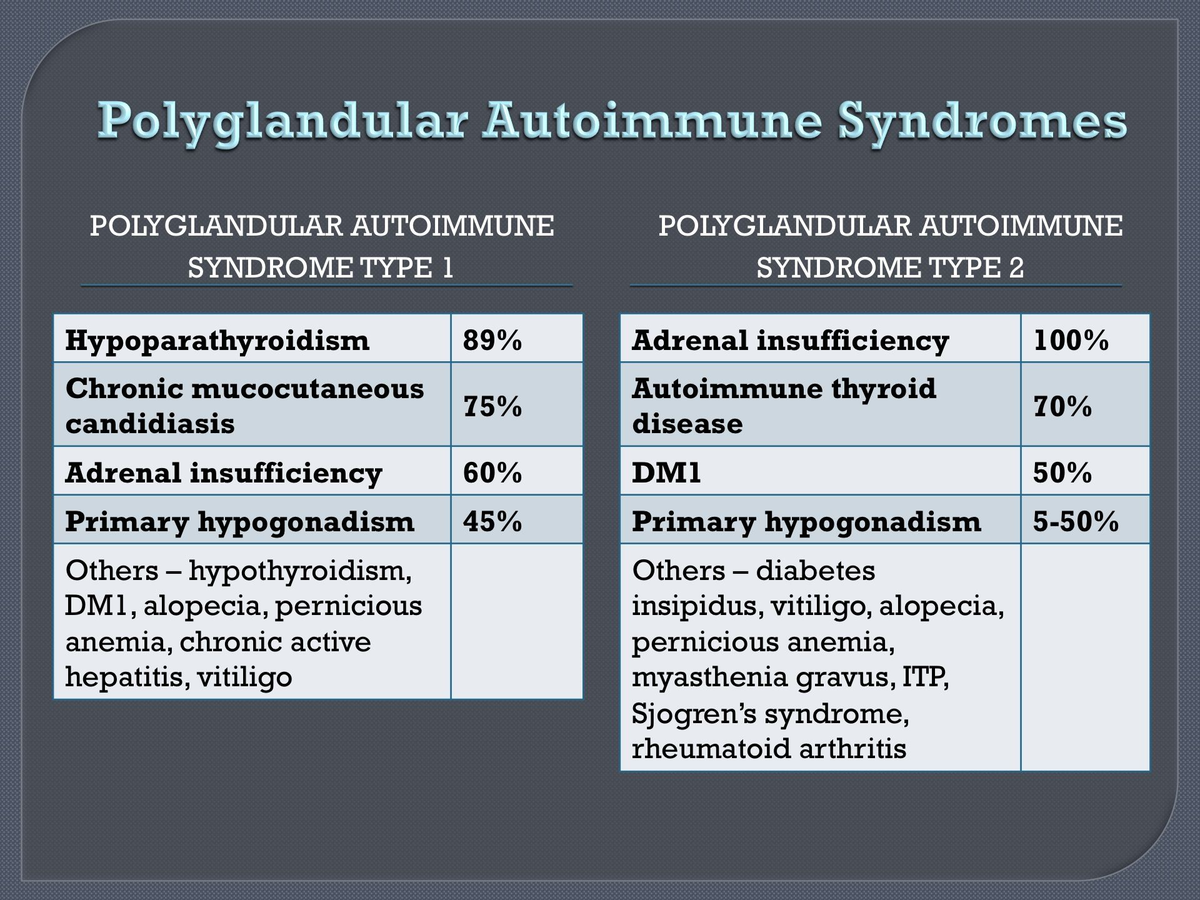 Polyglandular Autoimmune Syndromes
POLYGLANDULAR AUTOIMMUNE
SYNDROME TYPE 1
Hypoparathyroidism 89%
Chronic mucocutaneous
candidiasis 75%
Adrenal insufficiency 60%
Primary hypogonadism 45%
Others – hypothyroidism,
DM1, alopecia, pernicious
anemia, chronic active
hepatitis, vitiligo
POLYGLANDULAR AUTOIMMUNE
SYNDROME TYPE 2
Adrenal insufficiency 100%
Autoimmune thyroid
disease 70%
DM1 50%
Primary hypogonadism 5-50%
Others – diabetes
insipidus, vitiligo, alopecia,
pernicious anemia,
myasthenia gravus, ITP,
Sjogren’s syndrome,
rheumatoid arthritis